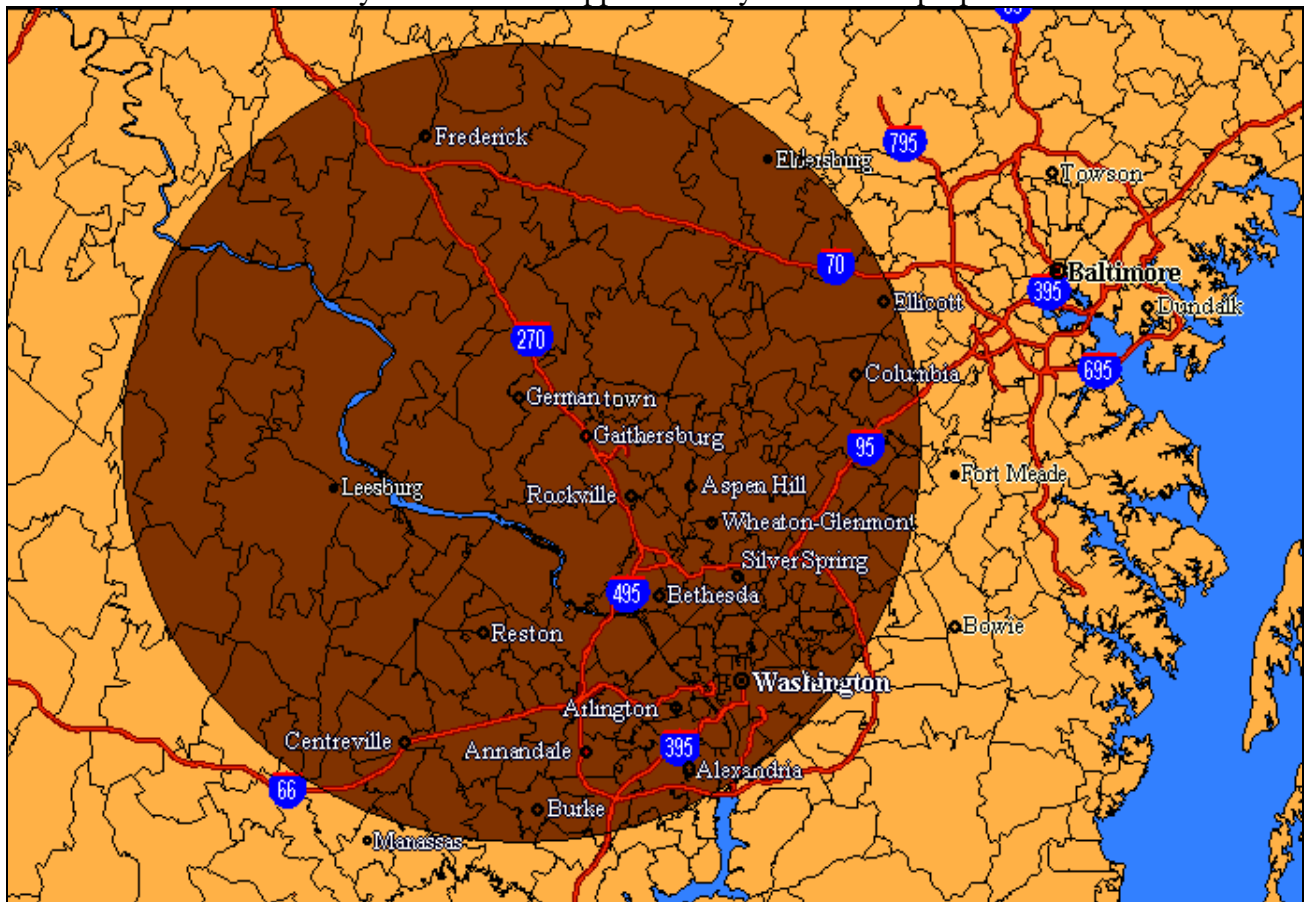 83
Frederick
Eldersburg
795
Towson
70
Baltimore
395
Ellicott
Dundalk
270
695
Columbia
Germantown
Gaithersburg
95
Leesburg
Rockville
Aspen Hill
Fort Meade
Wheaton-Glenmont
Silver Spring
495
Bethesda
Reston
Bowie
Washington
Arlington
Centreville
Annandale
395
Alexandria
66
Burke
Manassas